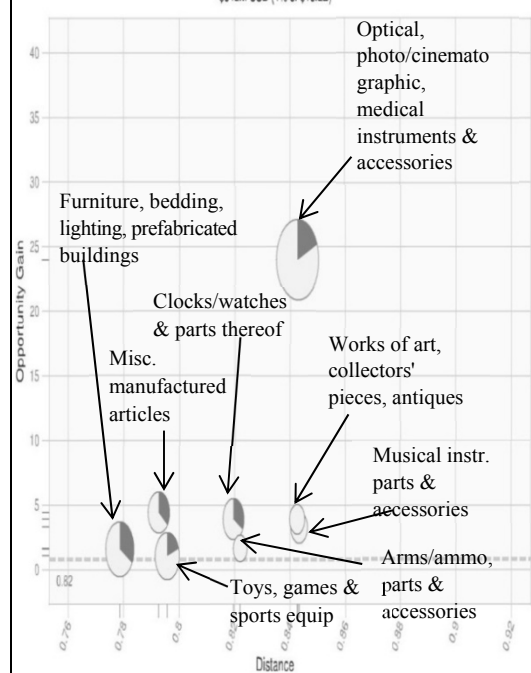 Optical,
photo/cinemato
graphic,
medical
instruments &
accessories
Furniture, bedding,
lighting, prefabricated
buildings
Clocks/watches
& parts thereof
Misc.
manufactured
articles
Works of art,
collectors'
pieces, antiques
Musical instr.
parts &
accessories
Arms/ammo,
parts &
accessories
Toys, games &
sports equip
Opportunity Gain
40
35
30
25
20
15
10
5
0
0.82
0.76
0.78
0.8
0.82
0.84
0.86
0.88
0.9
0.92
Distance